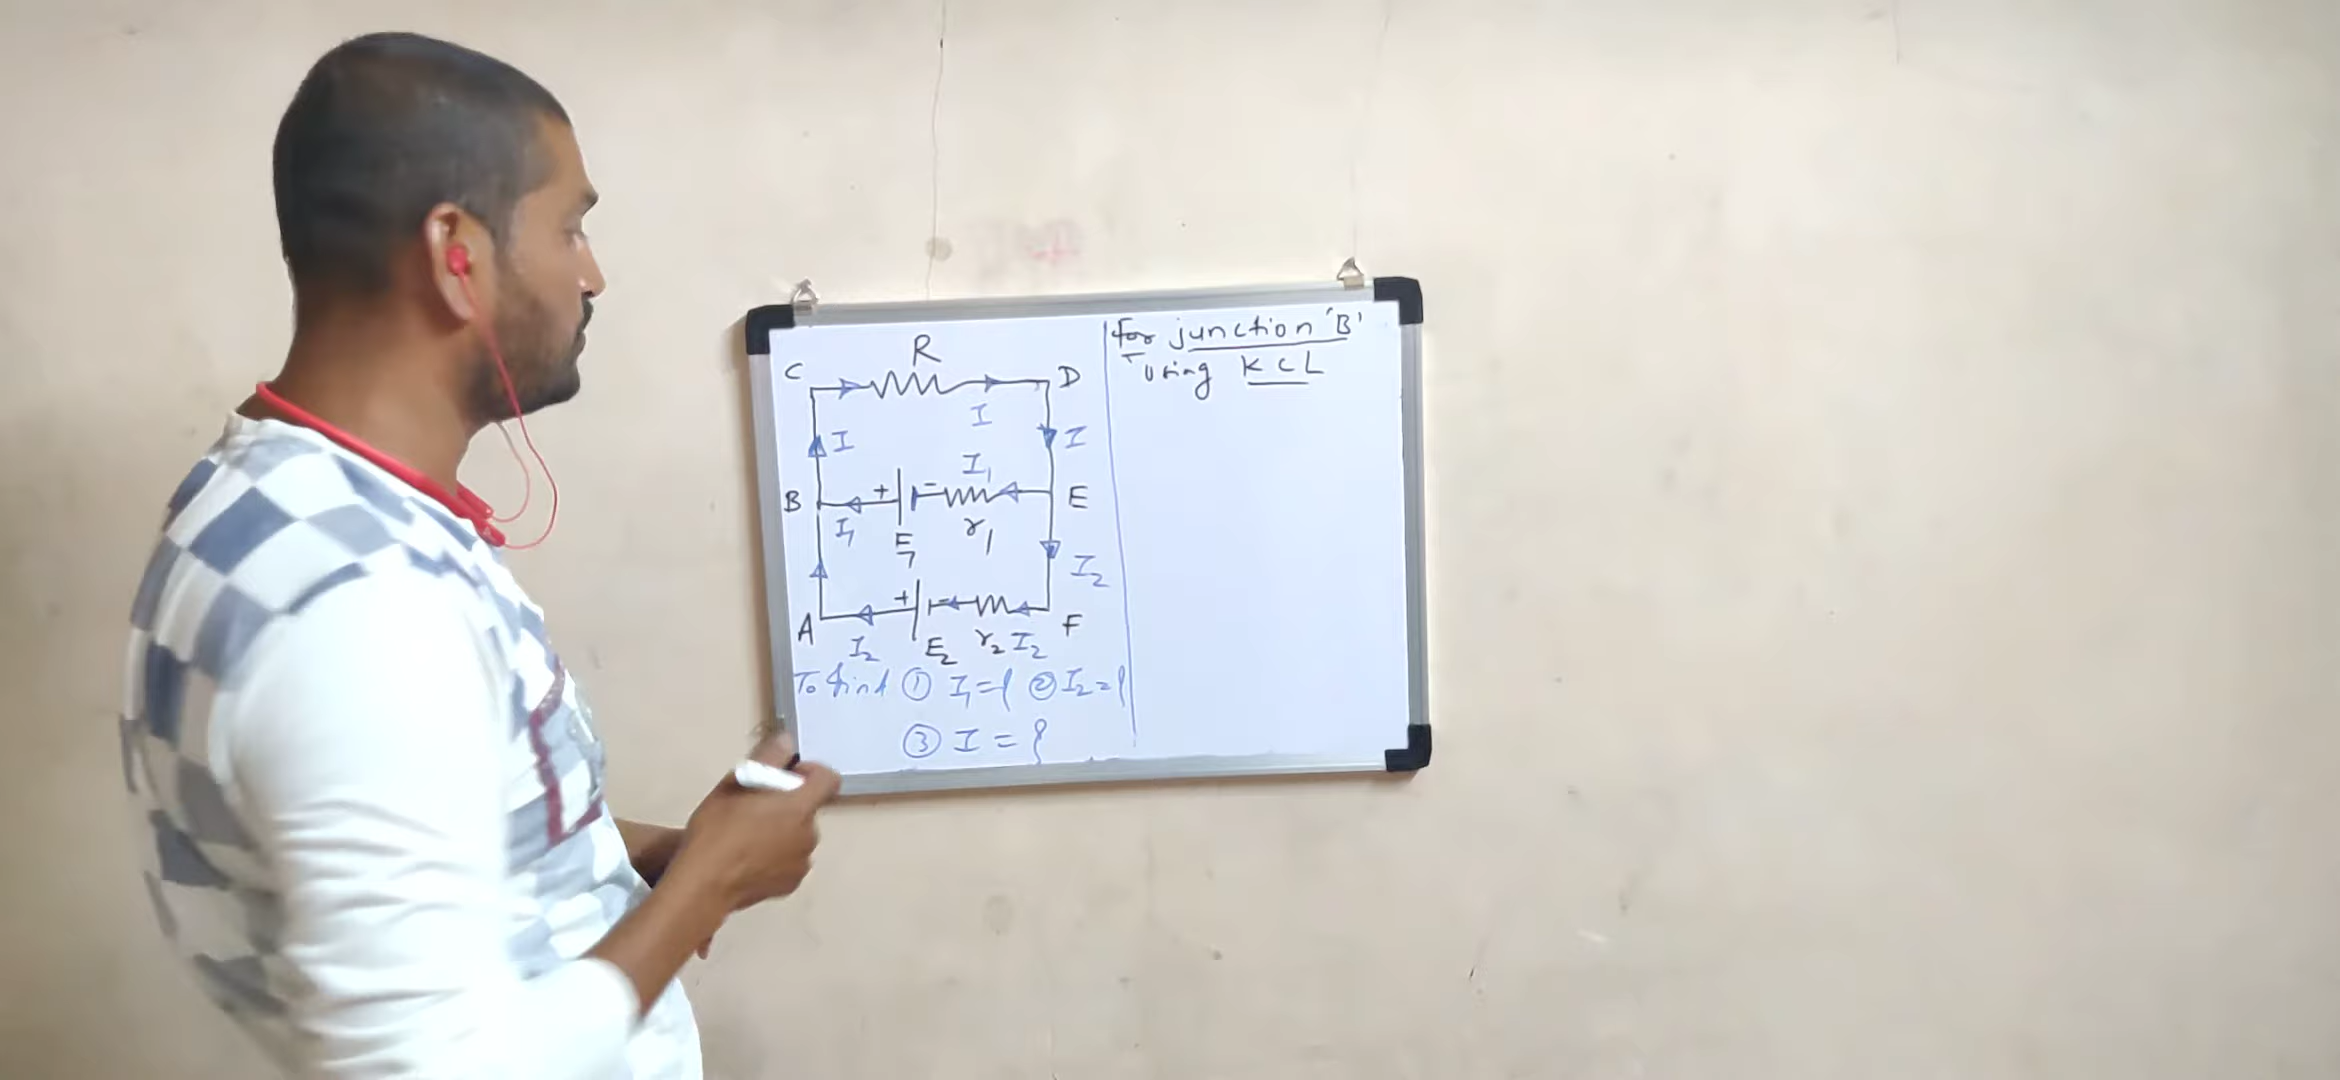 R
C
D
I
I
I
I₁
B
+
-
E
I₁
E₁
r₁
I₂
+
-
A
F
I₂
E₂
r₂
I₂
To find ① I₁ = ? ② I₂ = ?
③ I = ?
for junction 'B'
Using KCL